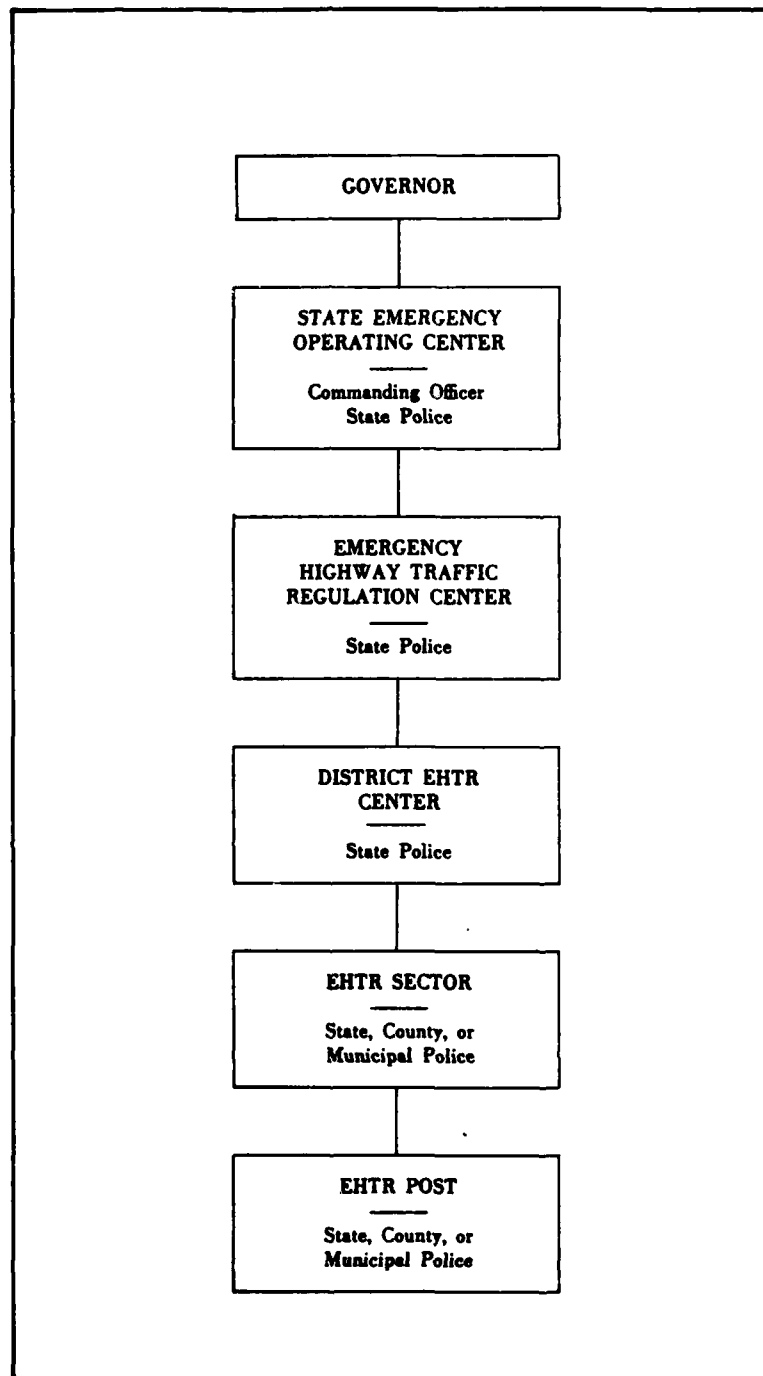 GOVERNOR
STATE EMERGENCY
OPERATING CENTER
Commanding Officer
State Police
EMERGENCY
HIGHWAY TRAFFIC
REGULATION CENTER
State Police
DISTRICT EHTR
CENTER
State Police
EHTR SECTOR
State, County, or
Municipal Police
EHTR POST
State, County, or
Municipal Police